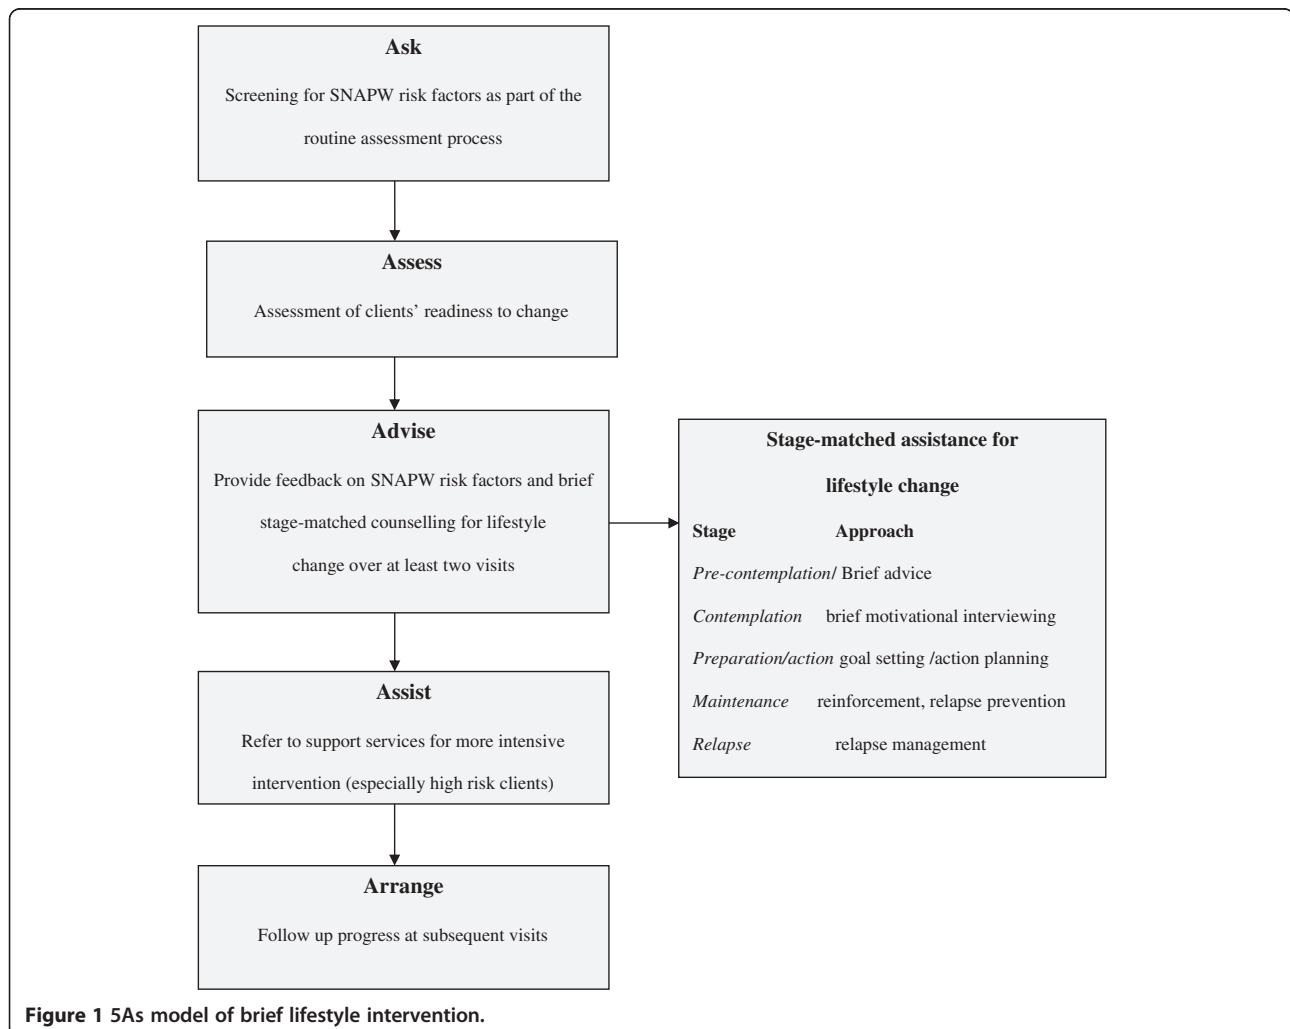 Ask
Screening for SNAPW risk factors as part of the
routine assessment process
Assess
Assessment of clients’ readiness to change
Advise
Provide feedback on SNAPW risk factors and brief
stage-matched counselling for lifestyle
change over at least two visits
Stage-matched assistance for
lifestyle change
Stage Approach
Pre-contemplation/ Brief advice
Contemplation brief motivational interviewing
Preparation/action goal setting /action planning
Maintenance reinforcement, relapse prevention
Relapse relapse management
Assist
Refer to support services for more intensive
intervention (especially high risk clients)
Arrange
Follow up progress at subsequent visits
Figure 1 5As model of brief lifestyle intervention.